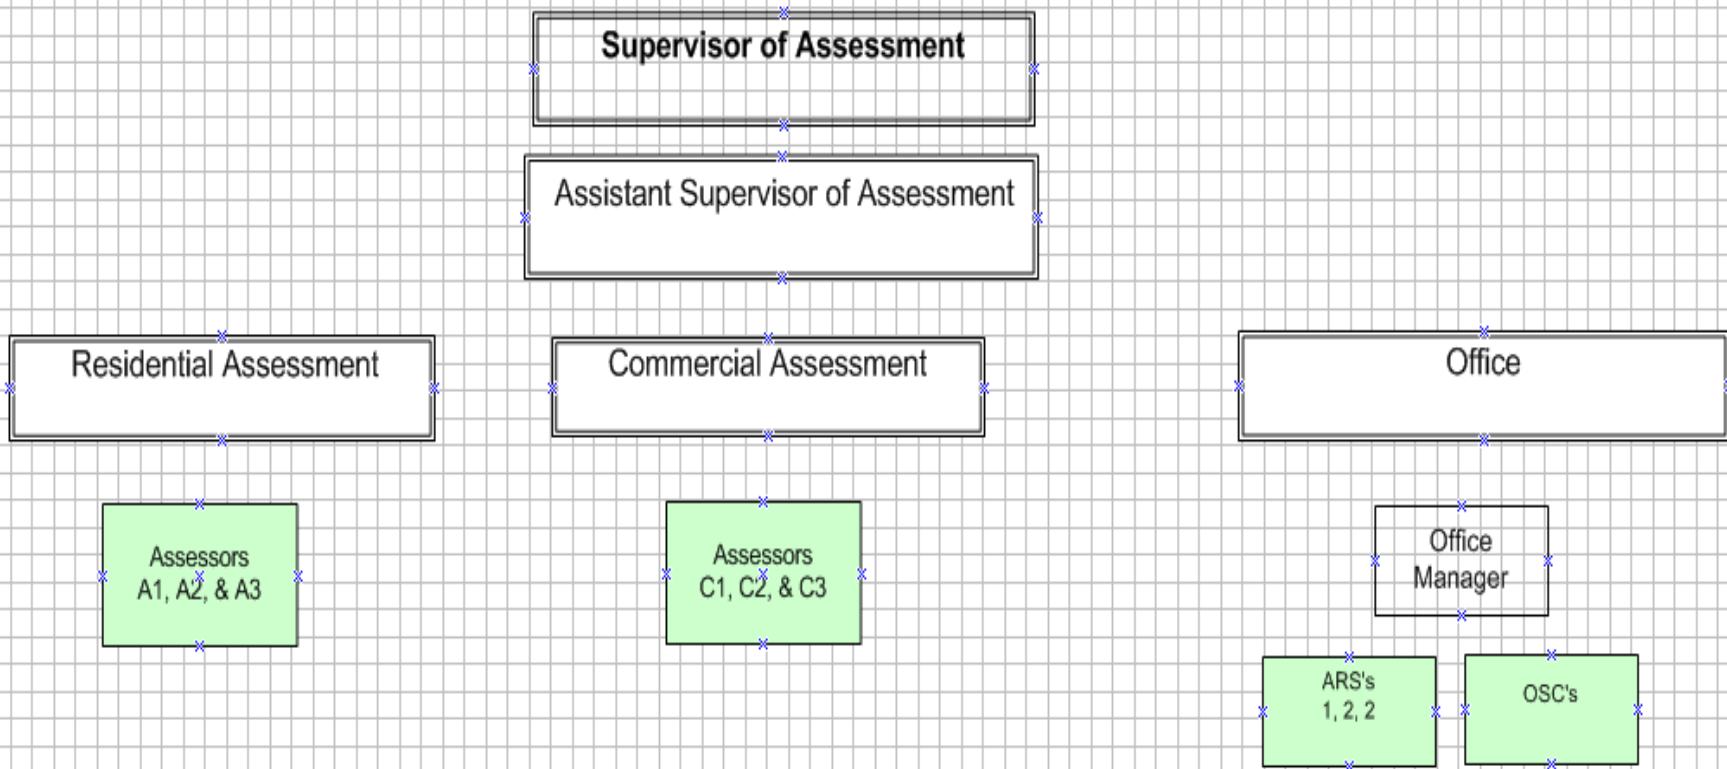 Supervisor of Assessment
Assistant Supervisor of Assessment
Residential Assessment
Commercial Assessment
Office
Assessors
A1, A2, & A3
Assessors
C1, C2, & C3
Office
Manager
ARS's
1, 2, 2
OSC's